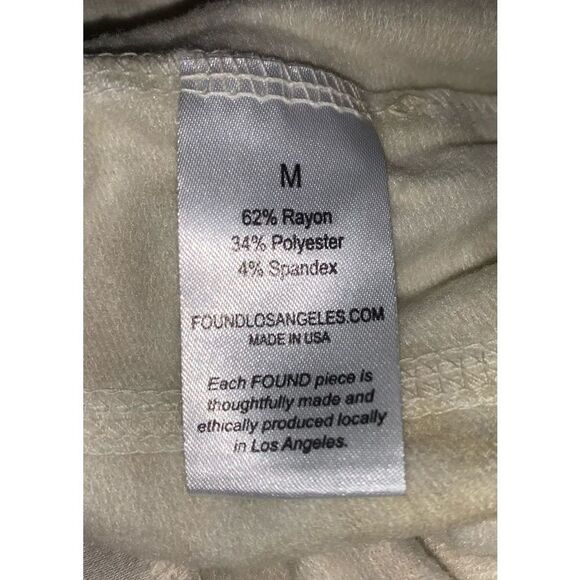 M
62% Rayon
34% Polyester
4% Spandex
FOUNDLOSANGELES.COM
MADE IN USA
Each FOUND piece is
thoughtfully made and
ethically produced locally
in Los Angeles.